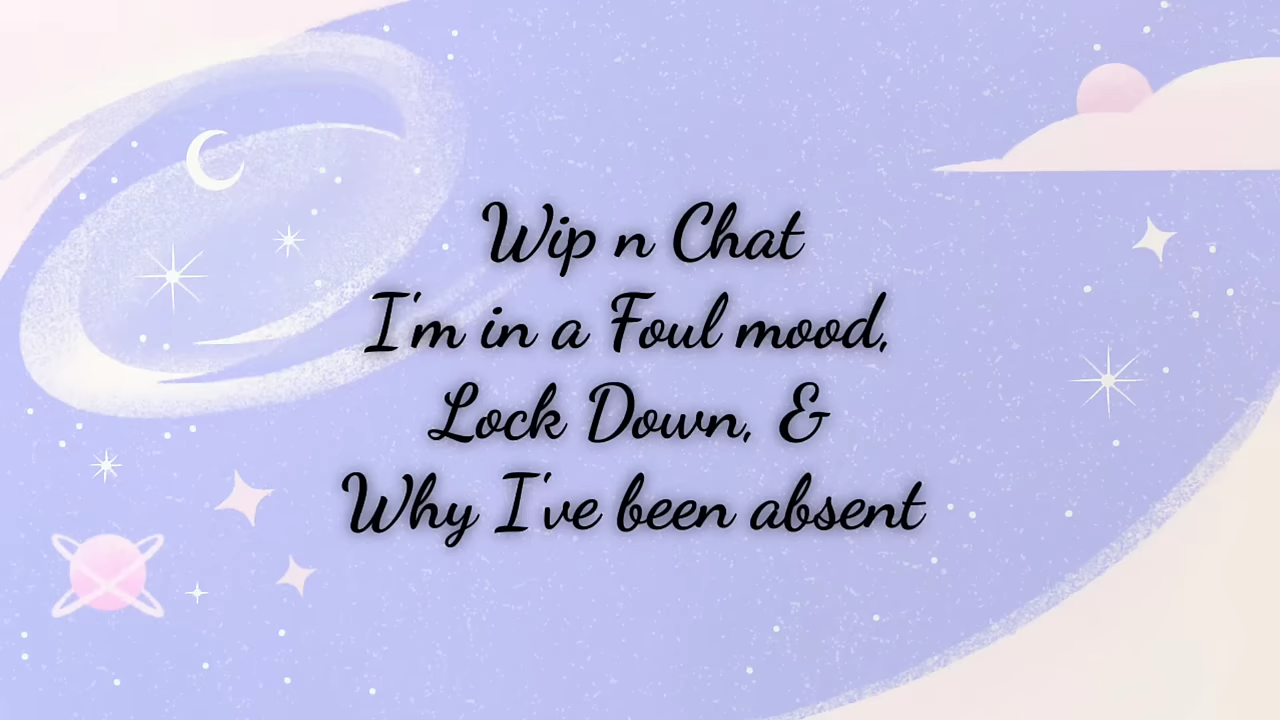 Wip n Chat
I'm in a Foul mood,
Lock Down, &
Why I've been absent